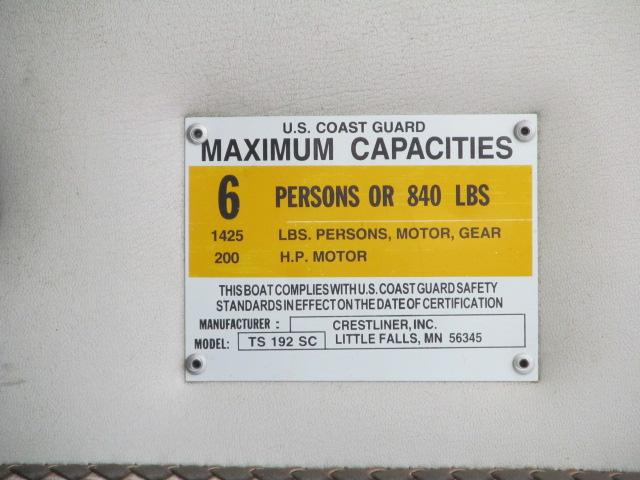 U.S. COAST GUARD
MAXIMUM CAPACITIES
6 PERSONS OR 840 LBS
1425 LBS. PERSONS, MOTOR, GEAR
200 H.P. MOTOR
THIS BOAT COMPLIES WITH U.S. COAST GUARD SAFETY
STANDARDS IN EFFECT ON THE DATE OF CERTIFICATION
MANUFACTURER : CRESTLINER, INC.
MODEL: TS 192 SC LITTLE FALLS, MN 56345